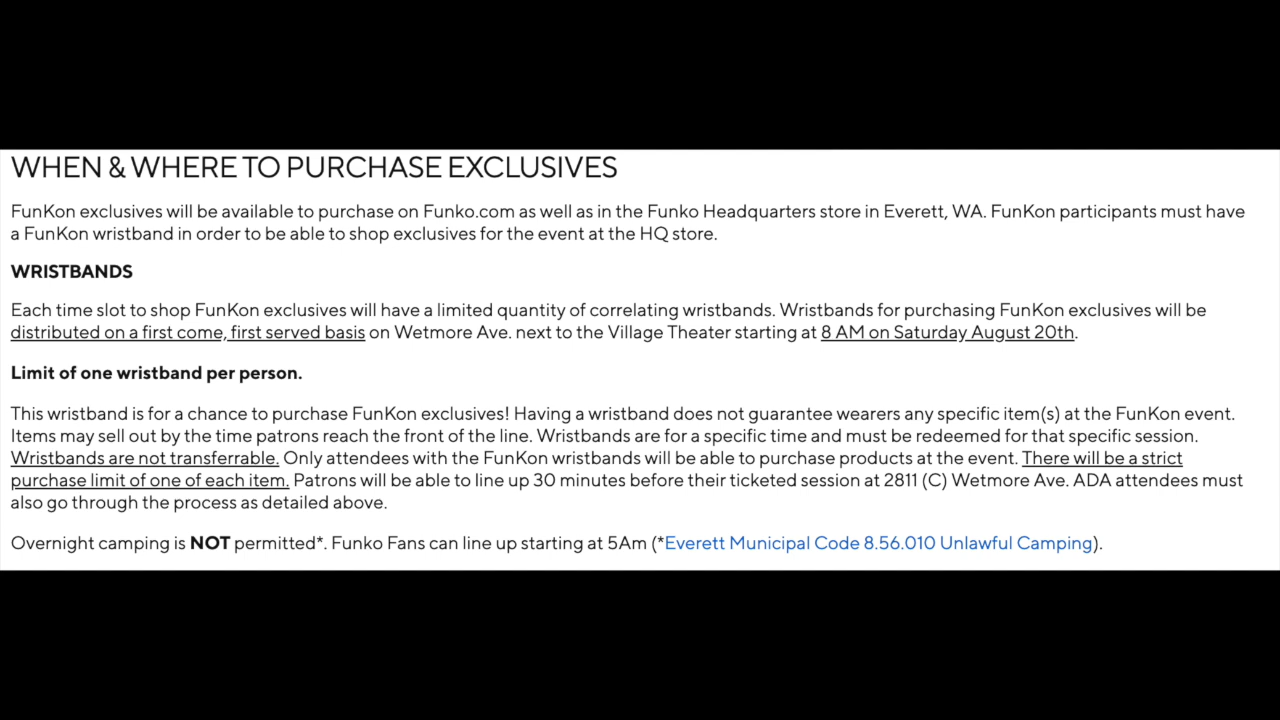 WHEN & WHERE TO PURCHASE EXCLUSIVES
FunKon exclusives will be available to purchase on Funko.com as well as in the Funko Headquarters store in Everett, WA. FunKon participants must have
a FunKon wristband in order to be able to shop exclusives for the event at the HQ store.
WRISTBANDS
Each time slot to shop FunKon exclusives will have a limited quantity of correlating wristbands. Wristbands for purchasing FunKon exclusives will be
distributed on a first come, first served basis on Wetmore Ave. next to the Village Theater starting at 8 AM on Saturday August 20th.
Limit of one wristband per person.
This wristband is for a chance to purchase FunKon exclusives! Having a wristband does not guarantee wearers any specific item(s) at the FunKon event.
Items may sell out by the time patrons reach the front of the line. Wristbands are for a specific time and must be redeemed for that specific session.
Wristbands are not transferrable. Only attendees with the FunKon wristbands will be able to purchase products at the event. There will be a strict
purchase limit of one of each item. Patrons will be able to line up 30 minutes before their ticketed session at 2811 (C) Wetmore Ave. ADA attendees must
also go through the process as detailed above.
Overnight camping is NOT permitted*. Funko Fans can line up starting at 5Am (*Everett Municipal Code 8.56.010 Unlawful Camping).